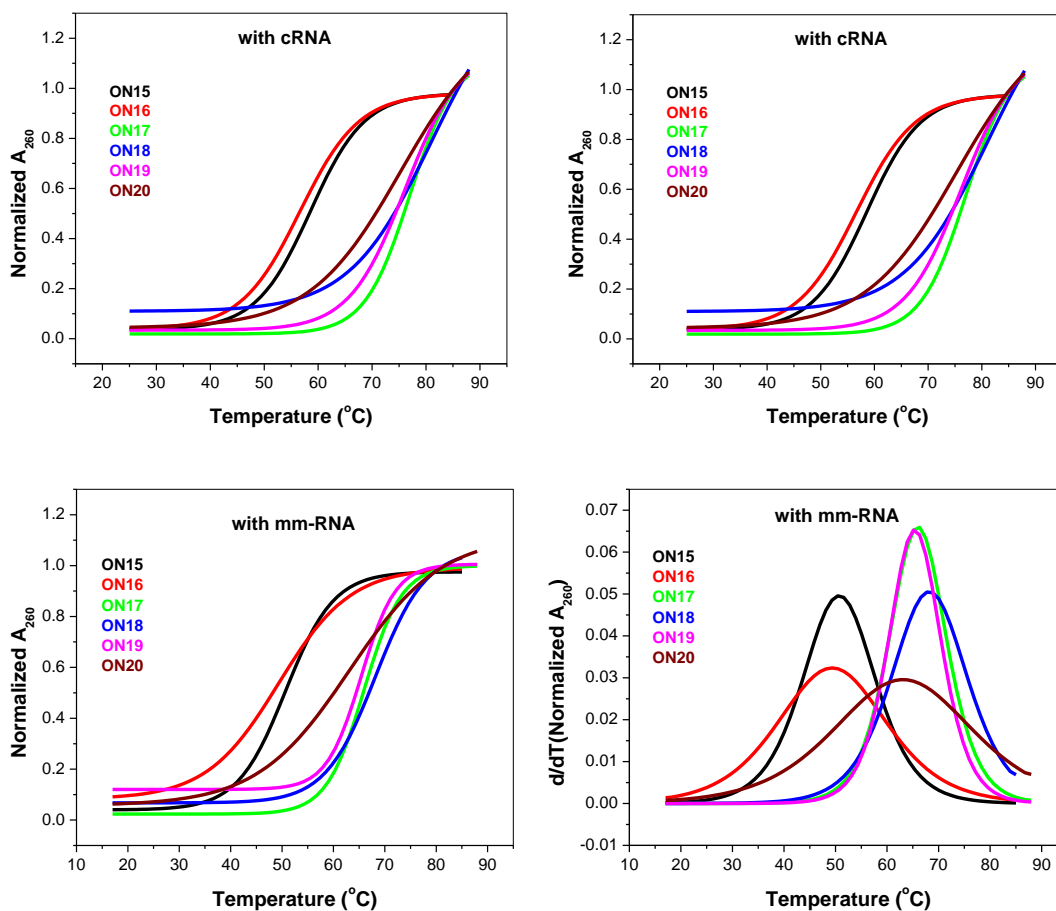 with cRNA
ON15
ON16
ON17
ON18
ON19
ON20
Normalized A260
1.2
1.0
0.8
0.6
0.4
0.2
0.0
20 30 40 50 60 70 80 90
Temperature (oC)
with cRNA
ON15
ON16
ON17
ON18
ON19
ON20
Normalized A260
1.2
1.0
0.8
0.6
0.4
0.2
0.0
20 30 40 50 60 70 80 90
Temperature (oC)
with mm-RNA
ON15
ON16
ON17
ON18
ON19
ON20
Normalized A260
1.2
1.0
0.8
0.6
0.4
0.2
0.0
10 20 30 40 50 60 70 80 90
Temperature (oC)
with mm-RNA
ON15
ON16
ON17
ON18
ON19
ON20
d/dT(Normalized A260)
0.07
0.06
0.05
0.04
0.03
0.02
0.01
0.00
-0.01
10 20 30 40 50 60 70 80 90
Temperature (oC)